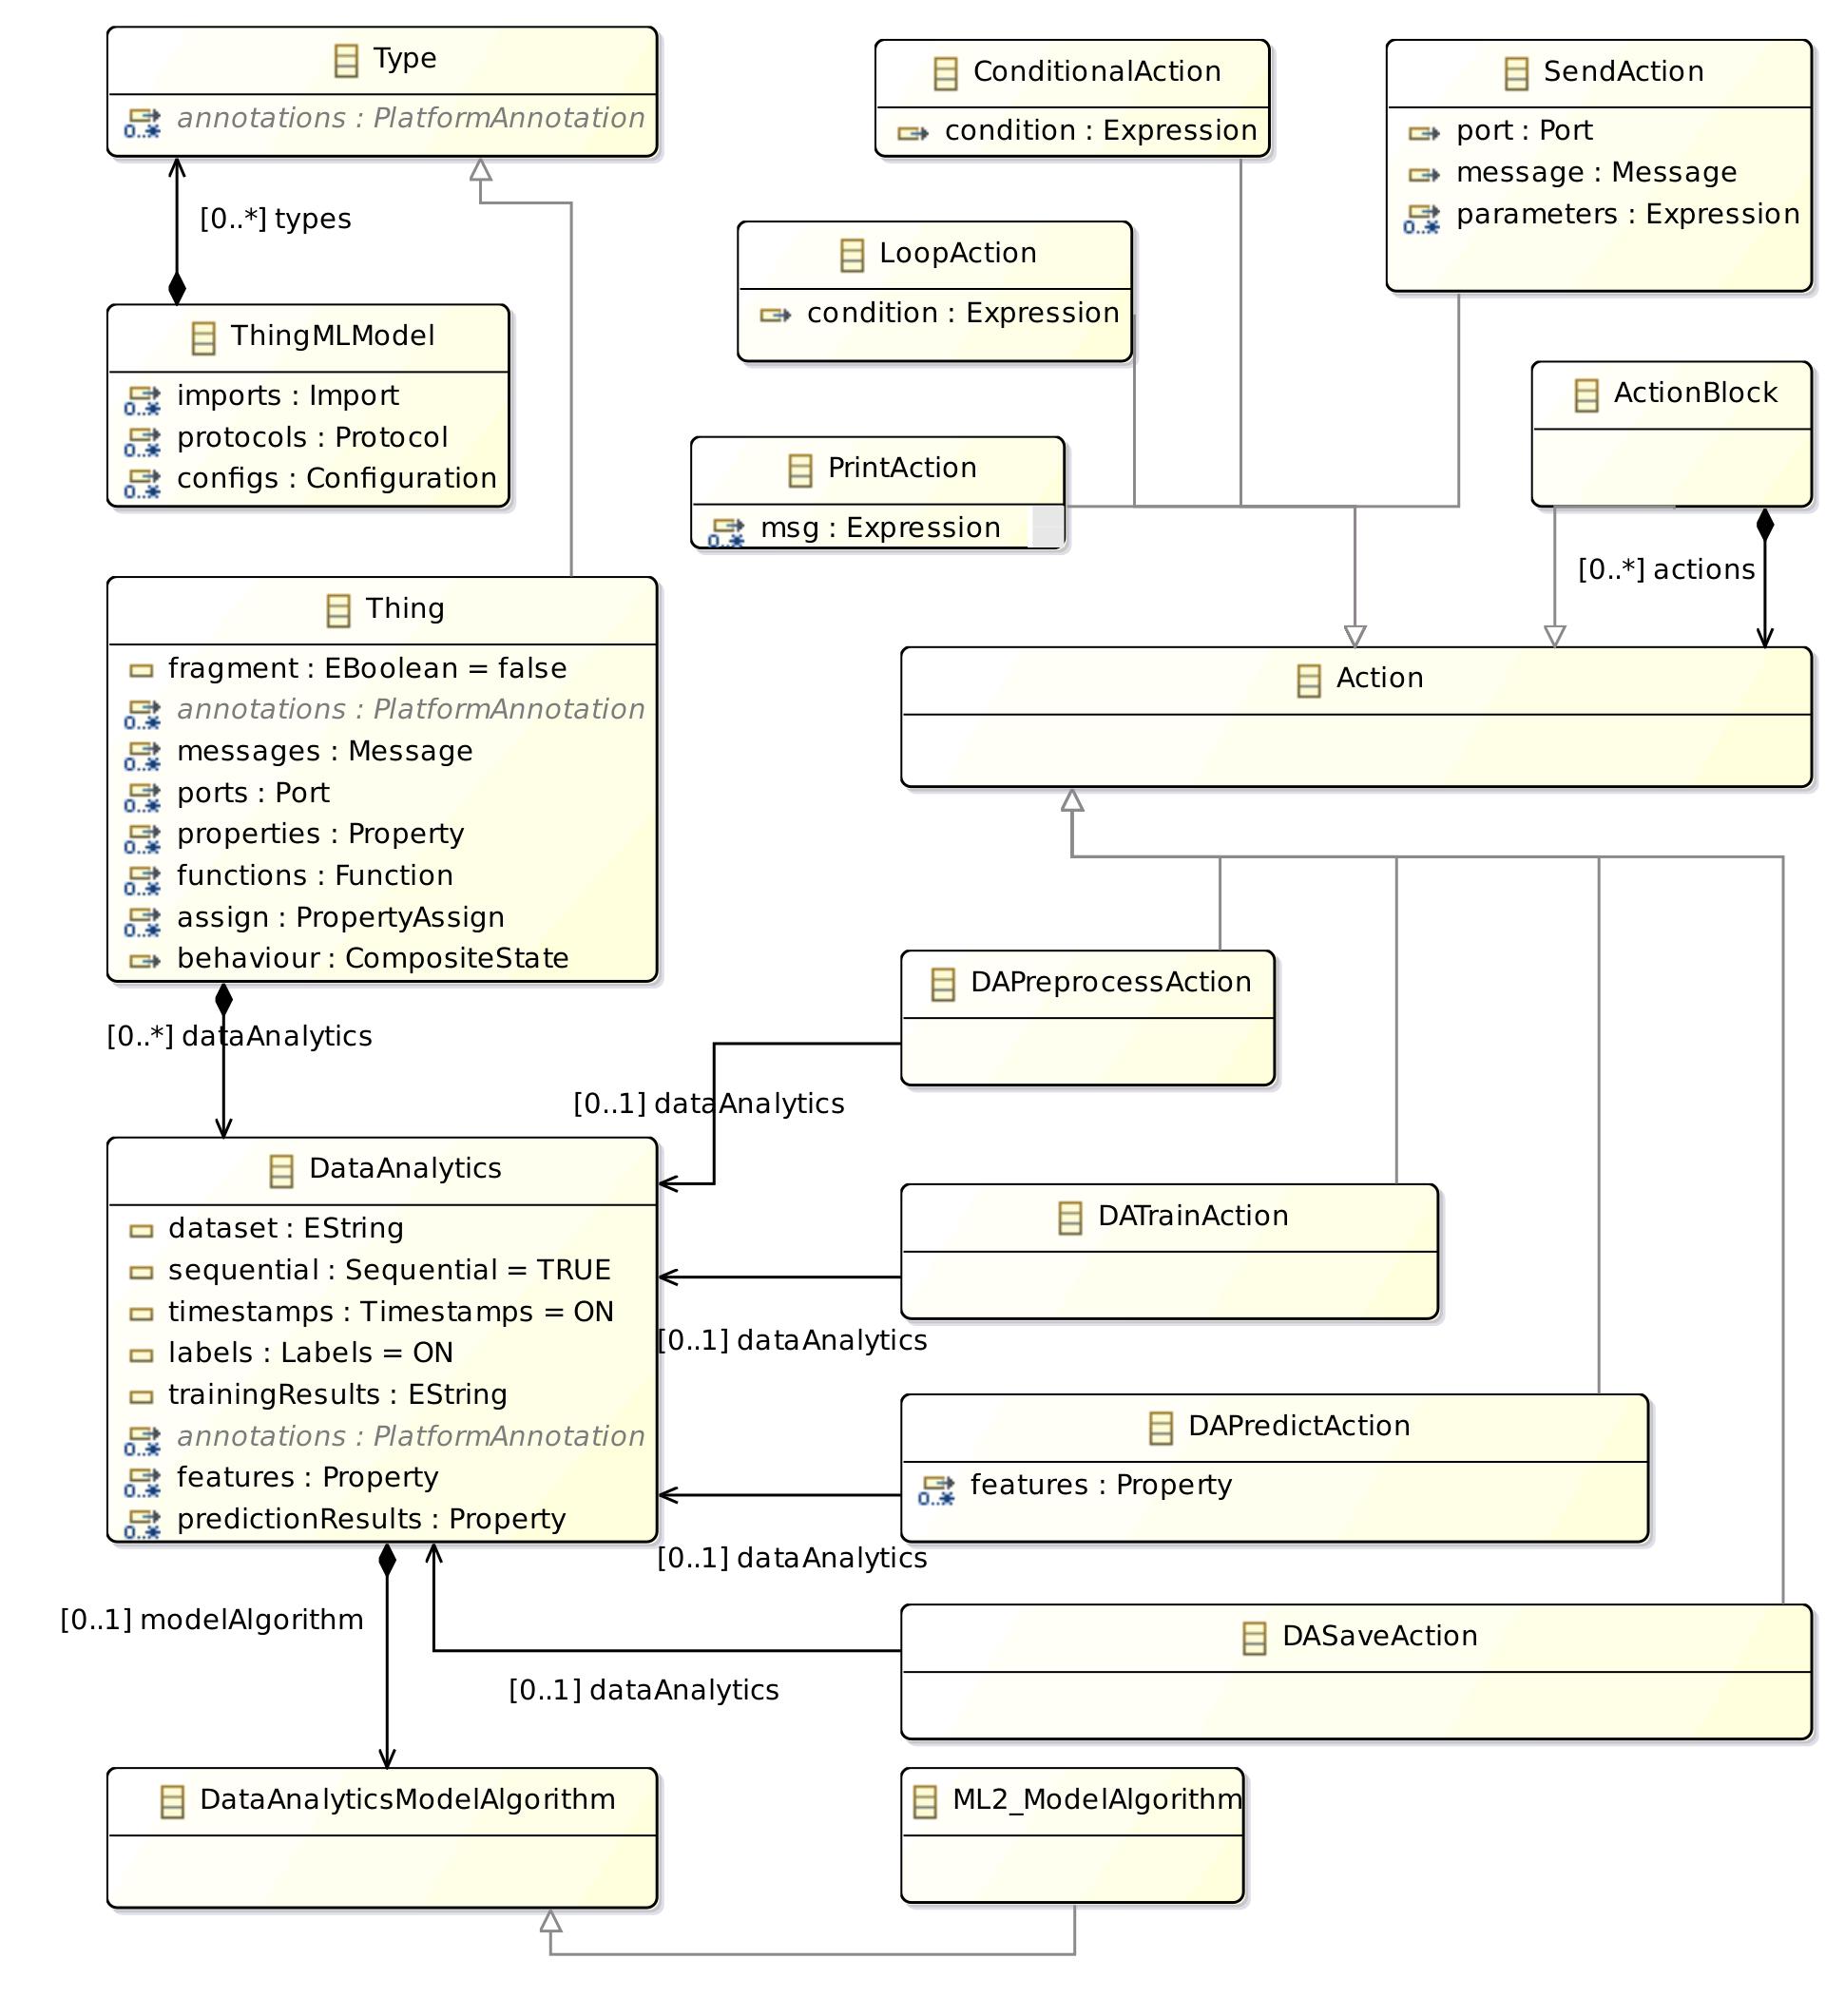 Type
0..* annotations : PlatformAnnotation
[0..*] types
ThingMLModel
0..* imports : Import
0..* protocols : Protocol
0..* configs : Configuration
Thing
fragment : EBoolean = false
0..* annotations : PlatformAnnotation
0..* messages : Message
0..* ports : Port
0..* properties : Property
0..* functions : Function
0..* assign : PropertyAssign
behaviour : CompositeState
[0..*] dataAnalytics
DataAnalytics
dataset : EString
sequential : Sequential = TRUE
timestamps : Timestamps = ON
labels : Labels = ON
trainingResults : EString
0..* annotations : PlatformAnnotation
0..* features : Property
0..* predictionResults : Property
[0..1] modelAlgorithm
DataAnalyticsModelAlgorithm
ConditionalAction
condition : Expression
SendAction
port : Port
message : Message
0..* parameters : Expression
LoopAction
condition : Expression
ActionBlock
PrintAction
0..* msg : Expression
[0..*] actions
Action
DAPreprocessAction
[0..1] dataAnalytics
DATrainAction
[0..1] dataAnalytics
DAPredictAction
0..* features : Property
[0..1] dataAnalytics
DASaveAction
[0..1] dataAnalytics
ML2_ModelAlgorithm